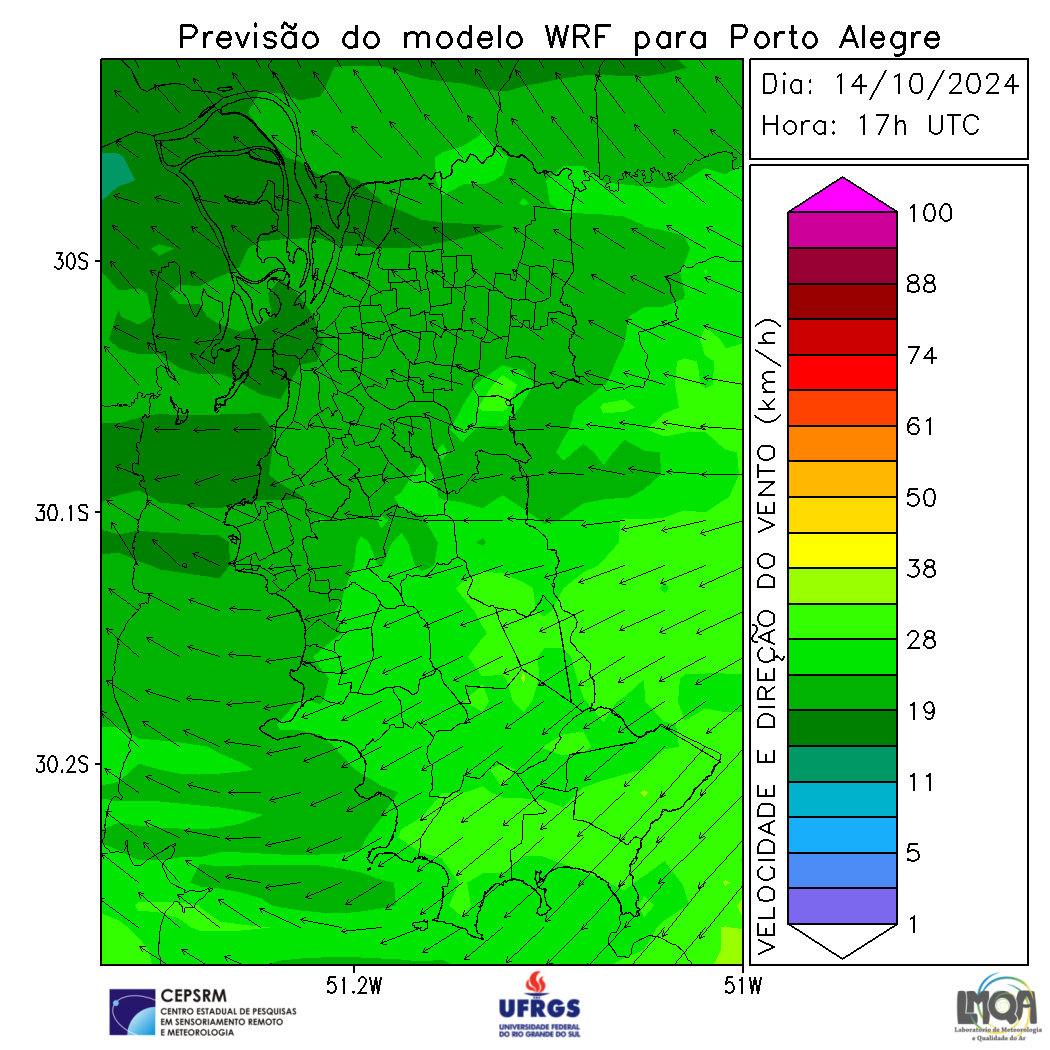 Previsão do modelo WRF para Porto Alegre
Dia: 14/10/2024
Hora: 17h UTC
30S
30.1S
30.2S
51.2W
51W
VELOCIDADE E DIREÇÃO DO VENTO (km/h)
100
88
74
61
50
38
28
19
11
5
1
CEPSRM
CENTRO ESTADUAL DE PESQUISAS
EM SENSORIAMENTO REMOTO
E METEOROLOGIA
UFRGS
UNIVERSIDADE FEDERAL
DO RIO GRANDE DO SUL
LMQA
Laboratório de Meteorologia
e Qualidade do Ar